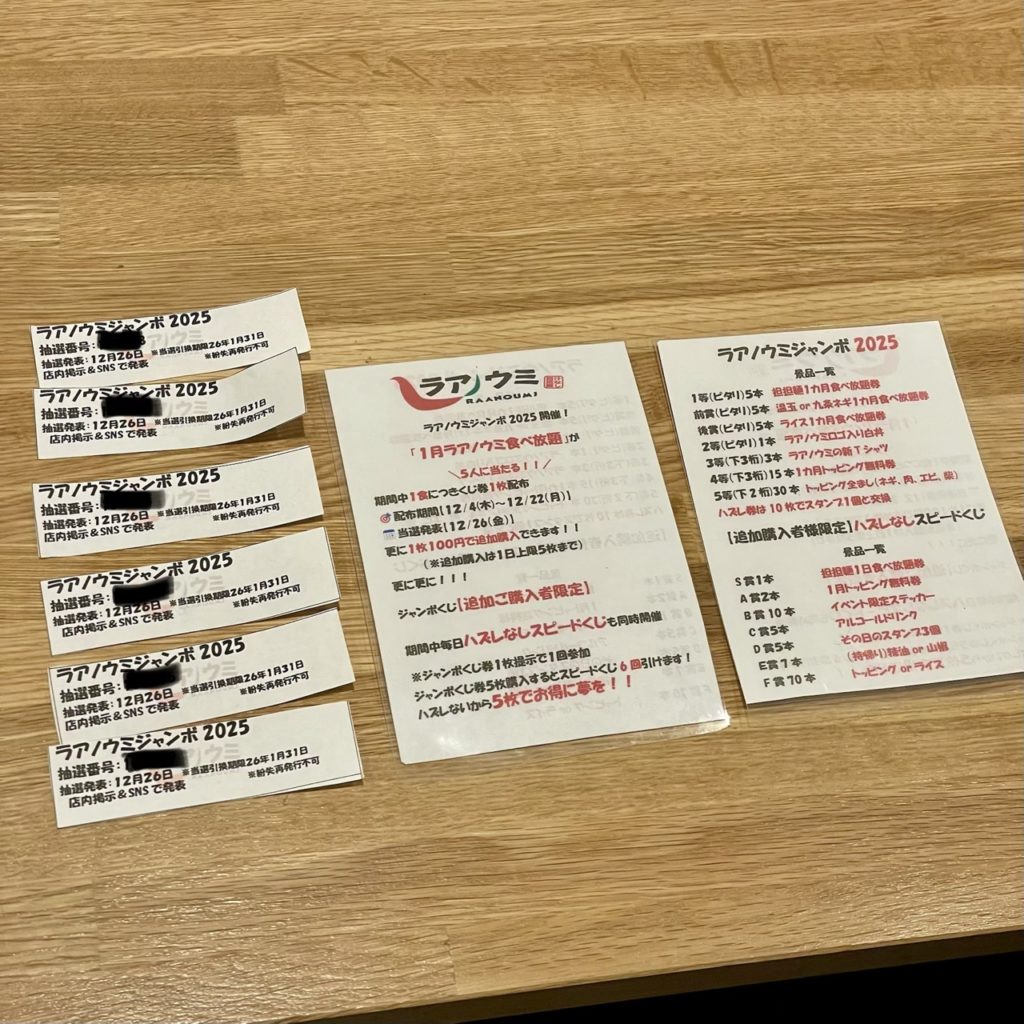 ラアノウミジャンボ 2025
抽選番号:
抽選発表:12月26日 ※当選引換期限26年1月31日
店内掲示&SNSで発表 ※紛失再発行不可
ラアノウミジャンボ 2025
抽選番号:
抽選発表:12月26日 ※当選引換期限26年1月31日
店内掲示&SNSで発表 ※紛失再発行不可
ラアノウミジャンボ 2025
抽選番号:
抽選発表:12月26日 ※当選引換期限26年1月31日
店内掲示&SNSで発表 ※紛失再発行不可
ラアノウミジャンボ 2025
抽選番号:
抽選発表:12月26日 ※当選引換期限26年1月31日
店内掲示&SNSで発表 ※紛失再発行不可
ラアノウミジャンボ 2025
抽選番号:
抽選発表:12月26日 ※当選引換期限26年1月31日
店内掲示&SNSで発表 ※紛失再発行不可
ラアノウミジャンボ 2025
抽選番号:
抽選発表:12月26日 ※当選引換期限26年1月31日
店内掲示&SNSで発表 ※紛失再発行不可
ラアノウミ
RAANOUMI
ラアノウミジャンボ 2025 開催!
「1月ラアノウミ食べ放題」が
\5人に当たる!!/
期間中1食につきくじ券1枚配布
配布期間【12/4(木)~12/22(月)】
当選発表【12/26(金)】
更に1枚100円で追加購入できます!!
(※追加購入は1日上限5枚まで)
更に更に!!!
ジャンボくじ【追加ご購入者限定】
期間中毎日ハズレなしスピードくじも同時開催
※ジャンボくじ券1枚提示で1回参加
ジャンボくじ券5枚購入するとスピードくじ6回引けます!
ハズレないから5枚でお得に夢を!!
ラアノウミジャンボ 2025
景品一覧
1等(ピタリ)5本 担担麺1カ月食べ放題券
前賞(ピタリ)5本 温玉or九条ネギ1カ月食べ放題券
後賞(ピタリ)5本 ライス1カ月食べ放題券
2等(ピタリ)1本 ラアノウミロゴ入り台丼
3等(下3桁)3本 ラアノウミの新Tシャツ
4等(下3桁)15本 1カ月トッピング無料券
5等(下2桁)30本 トッピング全まし(ネギ、肉、エビ、紫)
ハズレ券は10枚でスタンプ1個と交換
【追加購入者様限定】ハズレなしスピードくじ
景品一覧
S賞1本 担担麺1日食べ放題券
A賞2本 1月トッピング無料券
B賞10本 イベント限定ステッカー
C賞5本 アルコールドリンク
D賞5本 その日のスタンプ3個
E賞7本 (持帰り)辣油or山椒
F賞70本 トッピングorライス